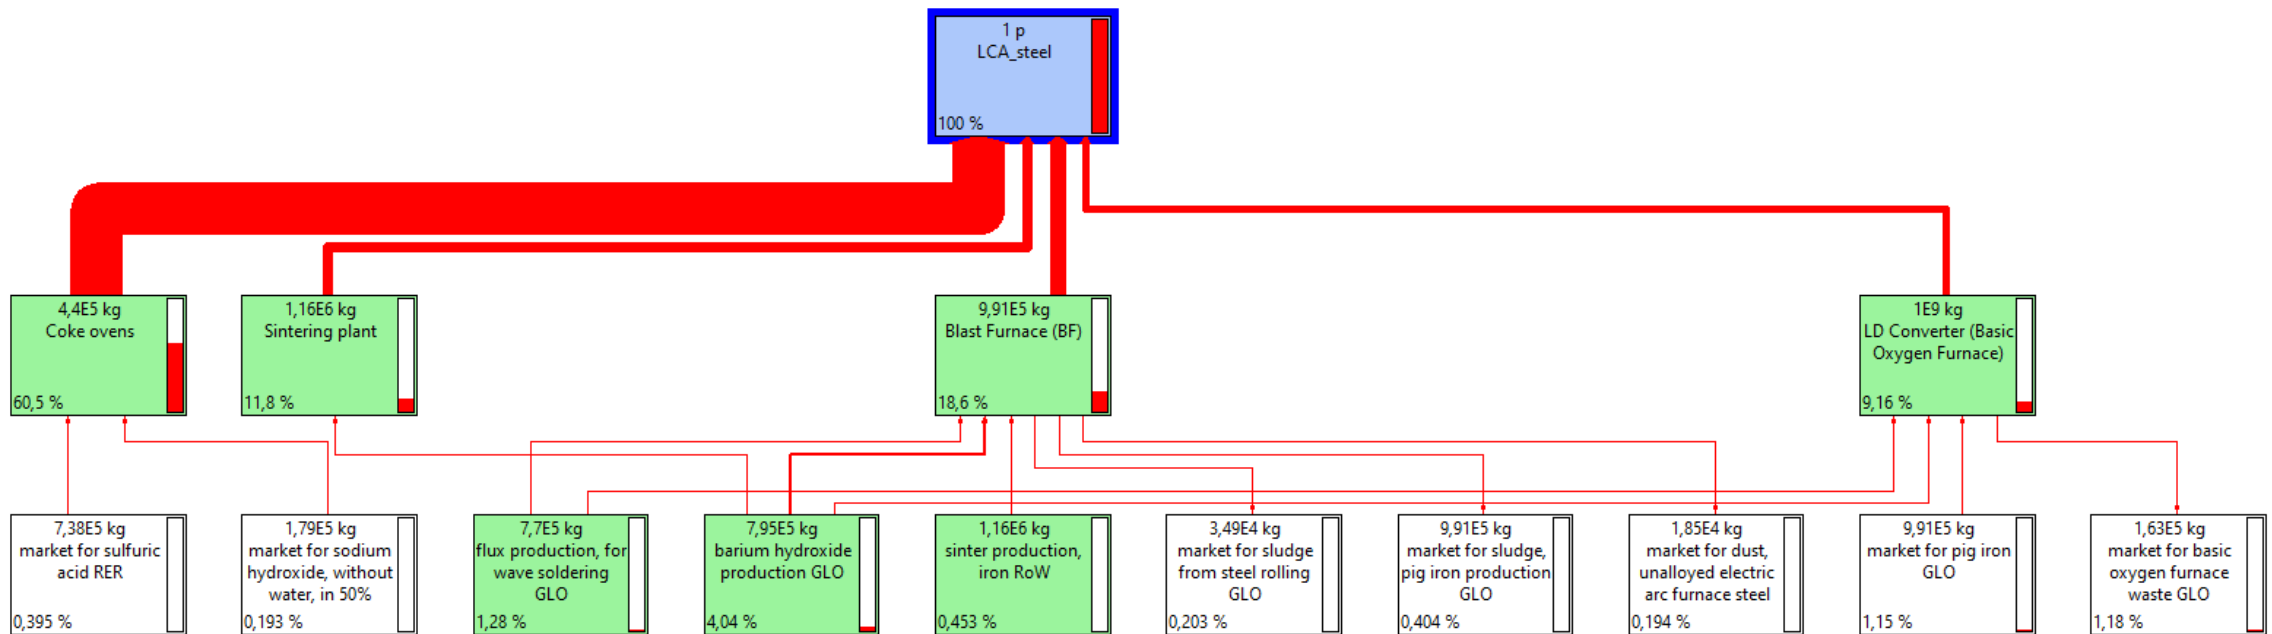 1 p
LCA_steel
100 %
4,4E5 kg
Coke ovens
60,5 %
1,16E6 kg
Sintering plant
11,8 %
9,91E5 kg
Blast Furnace (BF)
18,6 %
1E9 kg
LD Converter (Basic
Oxygen Furnace)
9,16 %
7,38E5 kg
market for sulfuric
acid RER
0,395 %
1,79E5 kg
market for sodium
hydroxide, without
water, in 50%
0,193 %
7,7E5 kg
flux production, for
wave soldering
GLO
1,28 %
7,95E5 kg
barium hydroxide
production GLO
4,04 %
1,16E6 kg
sinter production,
iron RoW
0,453 %
3,49E4 kg
market for sludge
from steel rolling
GLO
0,203 %
9,91E5 kg
market for sludge,
pig iron production
GLO
0,404 %
1,85E4 kg
market for dust,
unalloyed electric
arc furnace steel
0,194 %
9,91E5 kg
market for pig iron
GLO
1,15 %
1,63E5 kg
market for basic
oxygen furnace
waste GLO
1,18 %